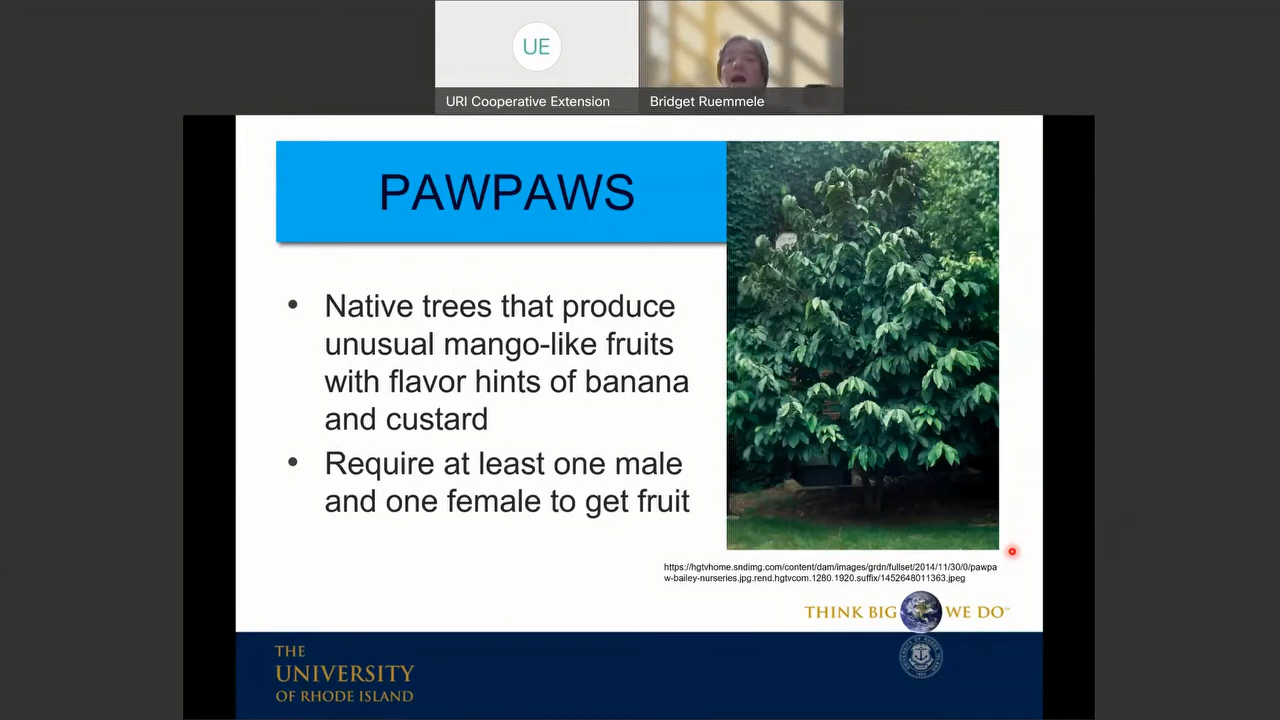 UE
URI Cooperative Extension
Bridget Ruemmele
PAWPAWS
• Native trees that produce
unusual mango-like fruits
with flavor hints of banana
and custard
• Require at least one male
and one female to get fruit
https://hgtvhome.sndimg.com/content/dam/images/grdn/fullset/2014/11/30/0/pawpa
w-bailey-nurseries.jpg.rend.hgtvcom.1280.1920.suffix/1452648011363.jpeg
THINK BIG WE DO™
THE
UNIVERSITY
OF RHODE ISLAND